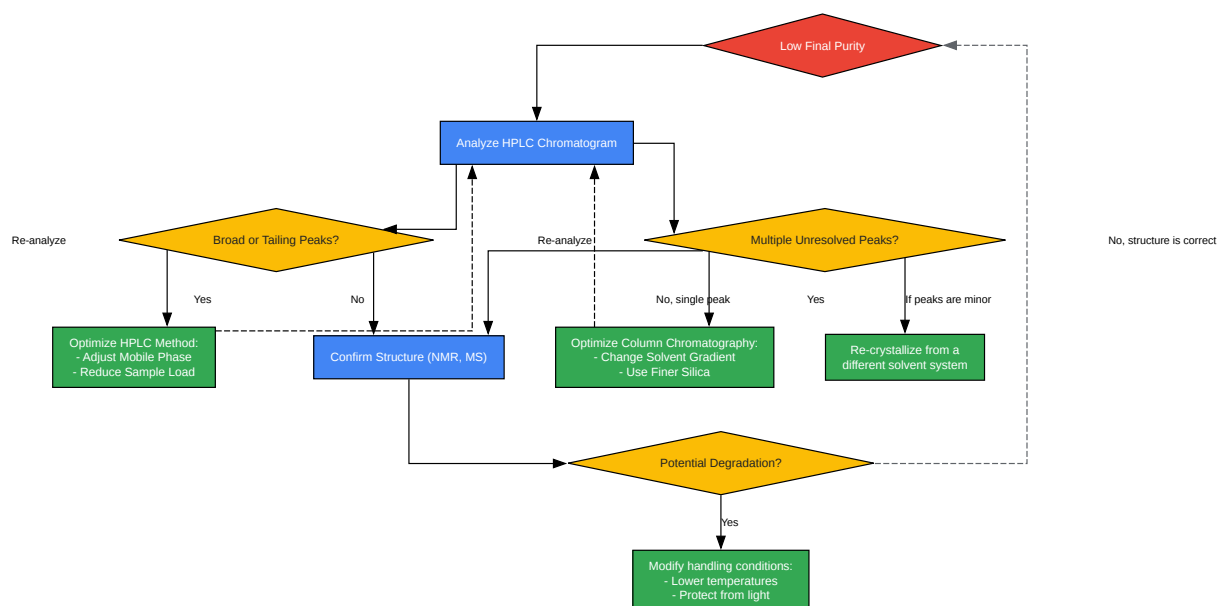 Low Final Purity
Analyze HPLC Chromatogram
Re-analyze
Broad or Tailing Peaks?
Re-analyze
Multiple Unresolved Peaks?
No, structure is correct
Yes
No
No, single peak
Yes
If peaks are minor
Optimize HPLC Method:
- Adjust Mobile Phase
- Reduce Sample Load
Confirm Structure (NMR, MS)
Optimize Column Chromatography:
- Change Solvent Gradient
- Use Finer Silica
Re-crystallize from a
different solvent system
Potential Degradation?
Yes
Modify handling conditions:
- Lower temperatures
- Protect from light